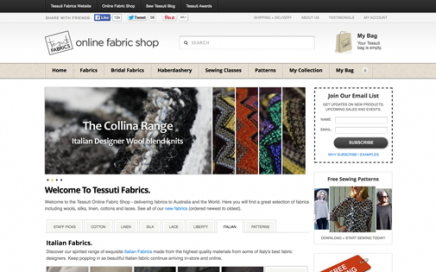 Tessuti Fabrics Website Online Fabric Shop Sew Tessuti Blog Tessuti Awards
SHARE WITH FRIENDS Like Tweet Pin it
SHIPPING + DELIVERY ABOUT US TESTIMONIALS MY ACCOUNT
Tessuti FABRICS online fabric shop
SEARCH
My Bag
Your Tessuti
bag is empty.
Home Fabrics Bridal Fabrics Haberdashery Sewing Classes Patterns My Collection My Bag 0
The Collina Range
Italian Designer Wool blend knits
Join Our Email List
GET UPDATES ON NEW PRODUCTS,
UPCOMING SALES AND EVENTS.
NAME:
EMAIL:
SUBSCRIBE
WHY SUBSCRIBE / EXAMPLES
Welcome To Tessuti Fabrics.
Welcome to the Tessuti Online Fabric Shop - delivering fabrics to Australia and the World. Here you will find a great selection of fabrics
including wools, silks, linen, cottons and laces. See all of our new fabrics (ordered newest to oldest).
STAFF PICKS COTTON LINEN SILK LACE LIBERTY ITALIAN PATTERNS
Italian Fabrics.
Discover our sprited range of exquisite Italian Fabrics made from the highest quality materials from some of Italy's best fabric
designers. Keep popping in as beautiful Italian fabric continue arriving in-store and online.
Free Sewing Patterns
DOWNLOAD + START SEWING TODAY!